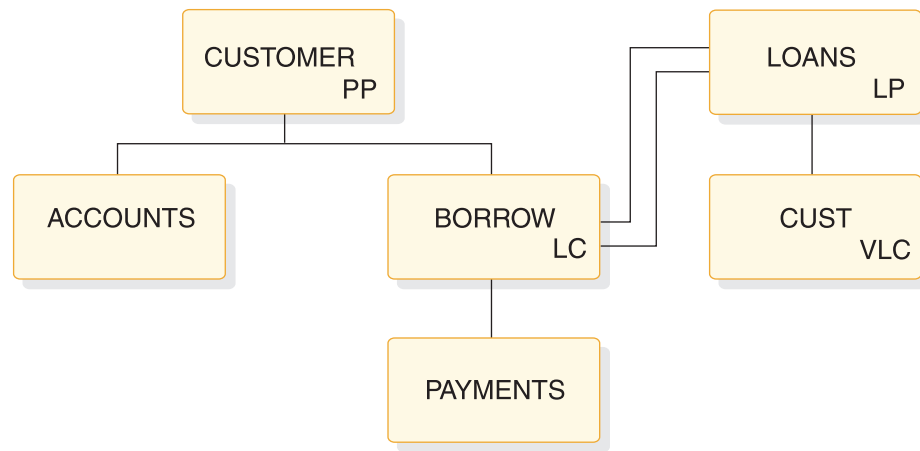 CUSTOMER
PP
LOANS
LP
ACCOUNTS
BORROW
LC
CUST
VLC
PAYMENTS